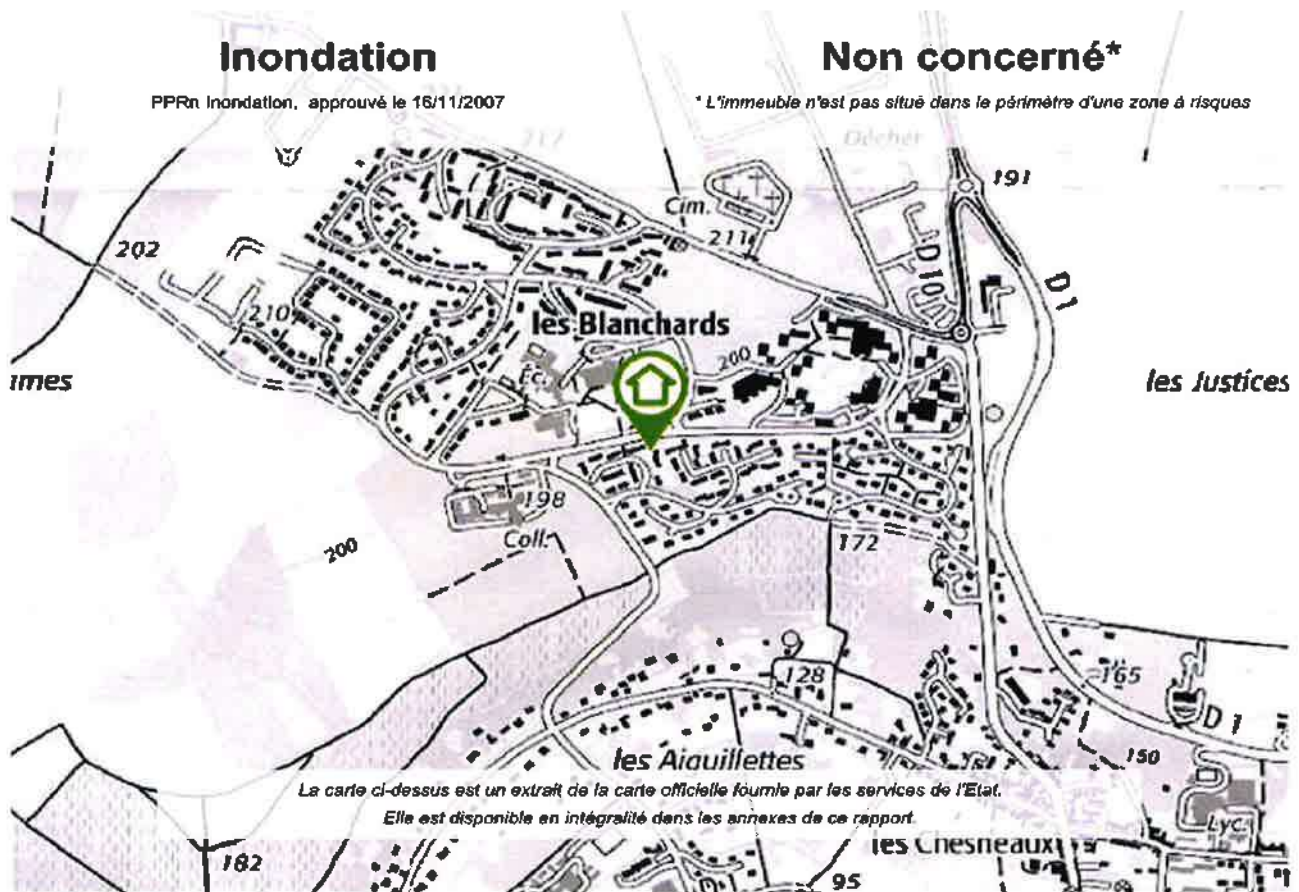 Inondation
Non concerné*
PPRn Inondation, approuvé le 16/11/2007
* L'immeuble n'est pas situé dans le périmètre d'une zone à risques
217
Déchet
191
Cim.
211
202
D 10
D 1
210
les Blanchards
200
Éc.
les Justices
198
Coll.
172
200
128
165
D 1
les Aiguillettes
150
La carte ci-dessus est un extrait de la carte officielle fournie par les services de l'Etat.
Elle est disponible en intégralité dans les annexes de ce rapport.
Lyc.
les Chesneaux
182
95